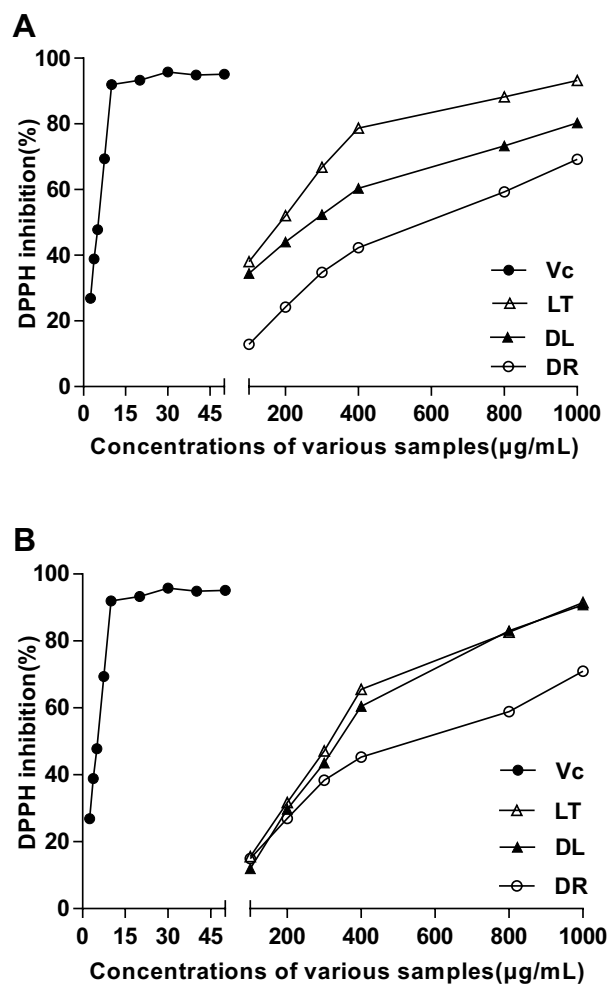 A
DPPH inhibition(%)
100
80
60
40
20
0
0 15 30 45 200 400 600 800 1000
Vc
LT
DL
DR
Concentrations of various samples(μg/mL)
B
DPPH inhibition(%)
100
80
60
40
20
0
0 15 30 45 200 400 600 800 1000
Vc
LT
DL
DR
Concentrations of various samples(μg/mL)